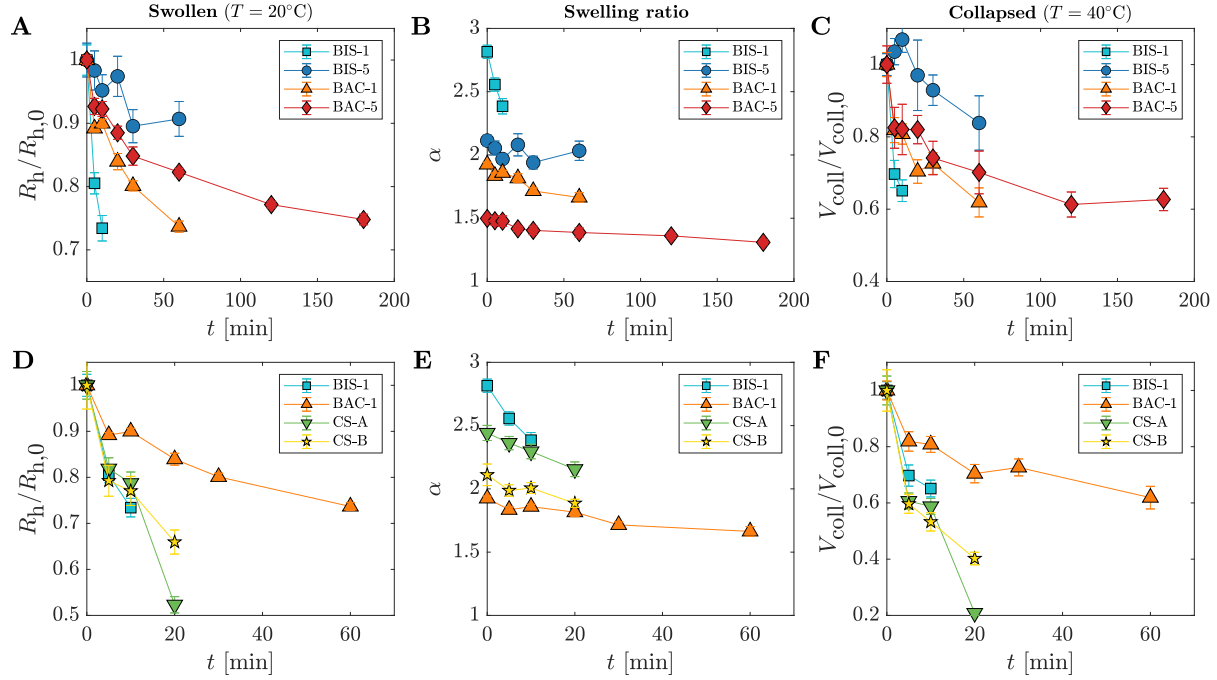 Swollen (T = 20°C)
A
R_h/R_h,0
1
0.9
0.8
0.7
0
50
100
150
200
t [min]
BIS-1
BIS-5
BAC-1
BAC-5
Swelling ratio
B
α
3
2.5
2
1.5
1
0
50
100
150
200
t [min]
BIS-1
BIS-5
BAC-1
BAC-5
Collapsed (T = 40°C)
C
V_coll/V_coll,0
1
0.8
0.6
0.4
0
50
100
150
200
t [min]
BIS-1
BIS-5
BAC-1
BAC-5
D
R_h/R_h,0
1
0.9
0.8
0.7
0.6
0.5
0
20
40
60
t [min]
BIS-1
BAC-1
CS-A
CS-B
E
α
3
2.5
2
1.5
1
0
20
40
60
t [min]
BIS-1
BAC-1
CS-A
CS-B
F
V_coll/V_coll,0
1
0.8
0.6
0.4
0.2
0
20
40
60
t [min]
BIS-1
BAC-1
CS-A
CS-B